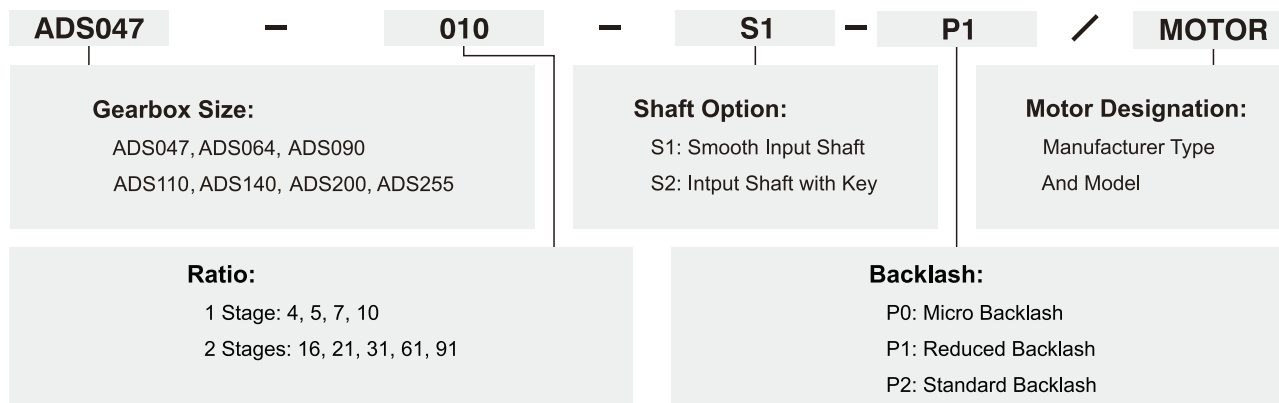 ADS047 – 010 – S1 – P1 / MOTOR
Gearbox Size:
ADS047, ADS064, ADS090
ADS110, ADS140, ADS200, ADS255
Shaft Option:
S1: Smooth Input Shaft
S2: Intput Shaft with Key
Motor Designation:
Manufacturer Type
And Model
Ratio:
1 Stage: 4, 5, 7, 10
2 Stages: 16, 21, 31, 61, 91
Backlash:
P0: Micro Backlash
P1: Reduced Backlash
P2: Standard Backlash